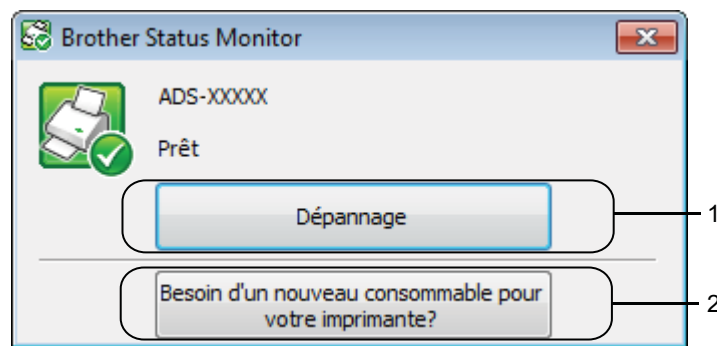 Brother Status Monitor
ADS-XXXXX
Prêt
Dépannage
1
Besoin d'un nouveau consommable pour
votre imprimante?
2